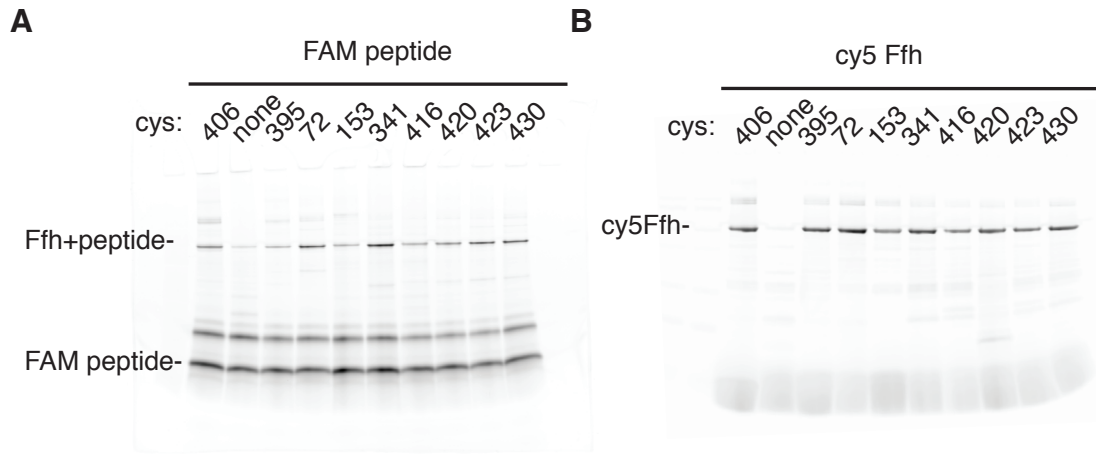 A
FAM peptide
cys: 406 none 395 72 153 341 416 420 423 430
Ffh+peptide-
FAM peptide-
B
cy5 Ffh
cys: 406 none 395 72 153 341 416 420 423 430
cy5Ffh-